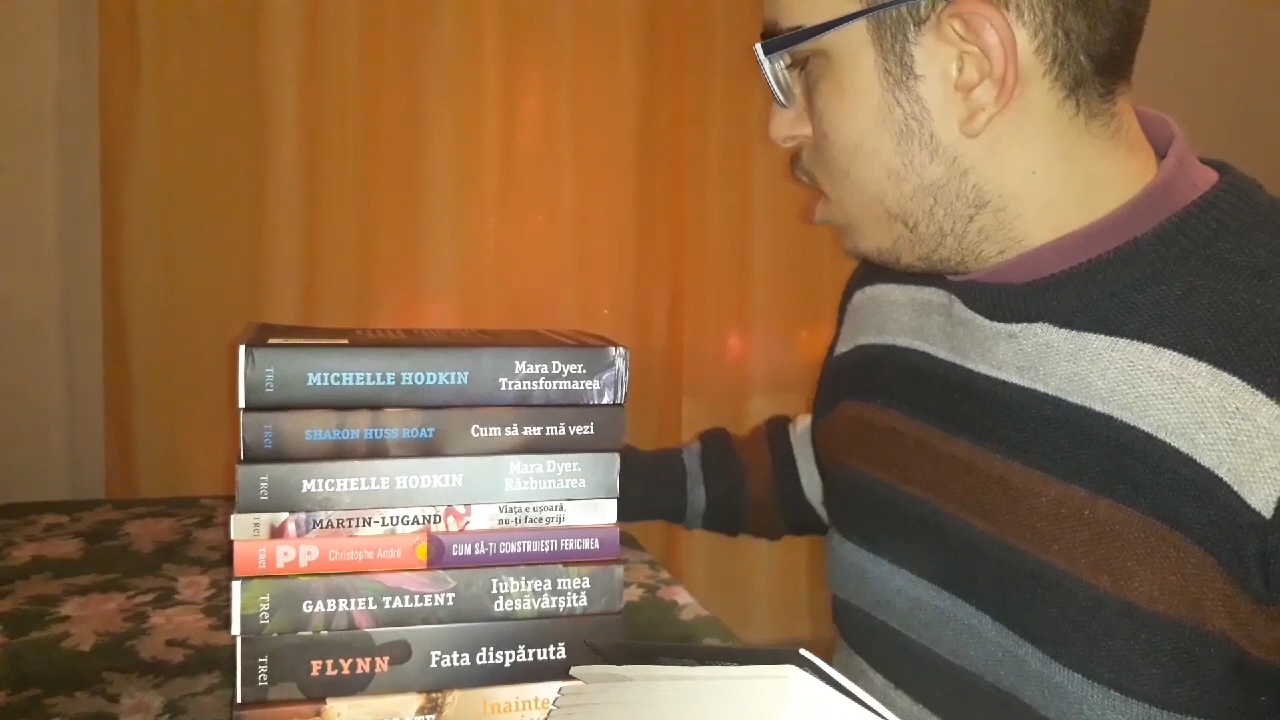 TREI MICHELLE HODKIN Mara Dyer.
Transformarea
TREI SHARON HUSS ROAT Cum să nu mă vezi
TREI MICHELLE HODKIN Mara Dyer.
Răzbunarea
TREI MARTIN-LUGAND Viața e ușoară,
nu-ți face griji
TREI PP Christophe André CUM SĂ-ȚI CONSTRUIEȘTI FERICIREA
TREI GABRIEL TALLENT Iubirea mea
desăvârșită
TREI FLYNN Fata dispărută
Inainte